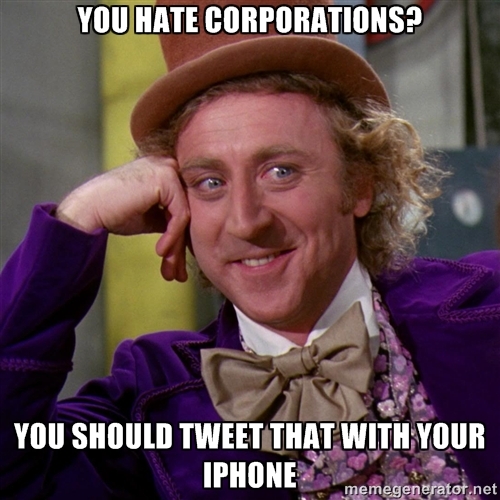 YOU HATE CORPORATIONS?
YOU SHOULD TWEET THAT WITH YOUR
IPHONE
memegenerator.net